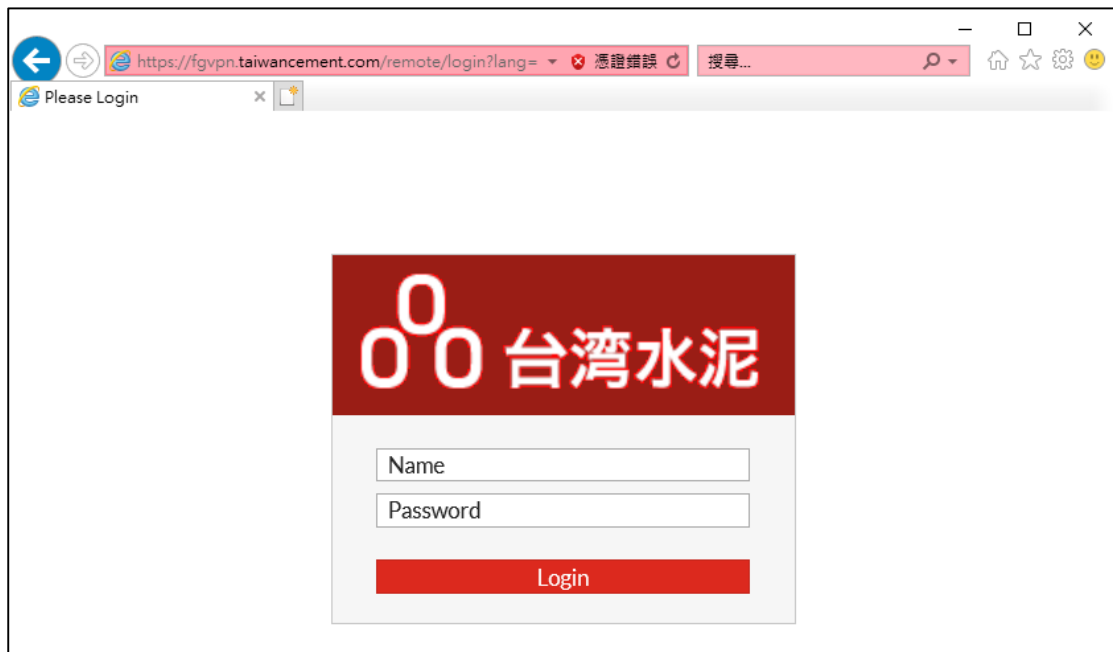 https://fgvpn.taiwancement.com/remote/login?lang= 憑證錯誤 搜尋...
Please Login
台湾水泥
Name
Password
Login